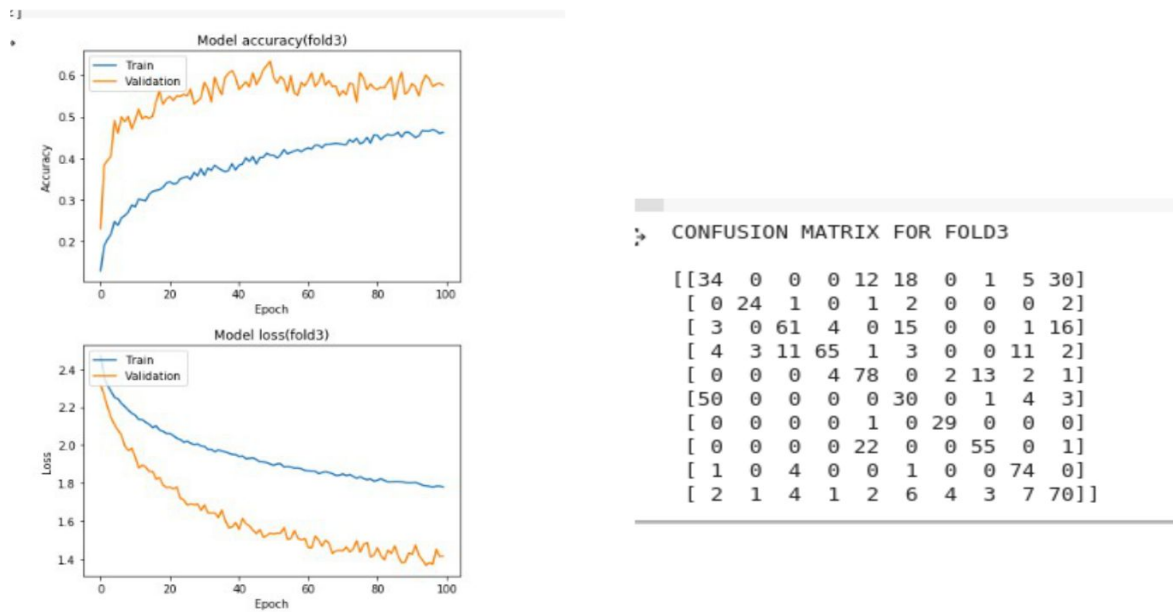 Model accuracy(fold3)
Train
Validation
0.6
0.5
0.4
0.3
0.2
Accuracy
0 20 40 60 80 100
Epoch
Model loss(fold3)
Train
Validation
2.4
2.2
2.0
1.8
1.6
1.4
Loss
0 20 40 60 80 100
Epoch
CONFUSION MATRIX FOR FOLD3
[[34 0 0 0 12 18 0 1 5 30]
[ 0 24 1 0 1 2 0 0 0 2]
[ 3 0 61 4 0 15 0 0 1 16]
[ 4 3 11 65 1 3 0 0 11 2]
[ 0 0 0 4 78 0 2 13 2 1]
[50 0 0 0 0 30 0 1 4 3]
[ 0 0 0 0 1 0 29 0 0 0]
[ 0 0 0 0 22 0 0 55 0 1]
[ 1 0 4 0 0 1 0 0 74 0]
[ 2 1 4 1 2 6 4 3 7 70]]